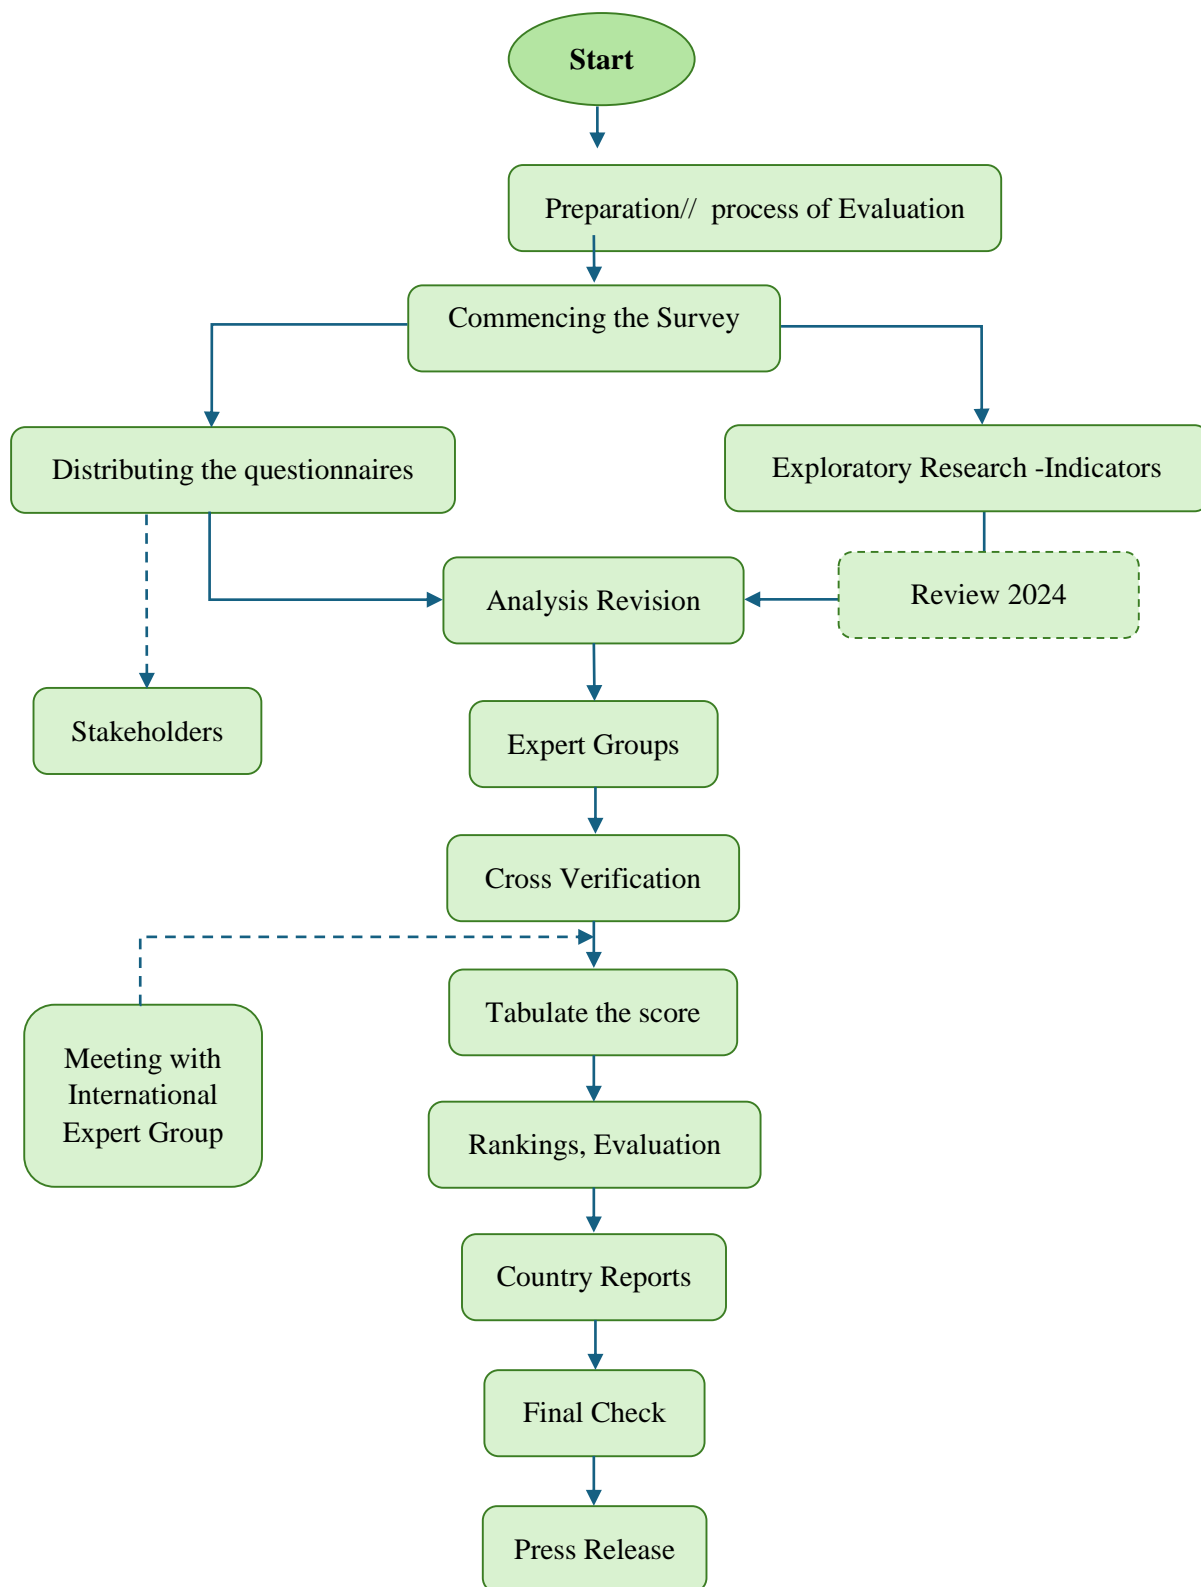 Start
Preparation//  process of Evaluation
Commencing the Survey
Distributing the questionnaires
Exploratory Research -Indicators
Analysis Revision
Review 2024
Stakeholders
Expert Groups
Cross Verification
Tabulate the score
Meeting with
International
Expert Group
Rankings, Evaluation
Country Reports
Final Check
Press Release